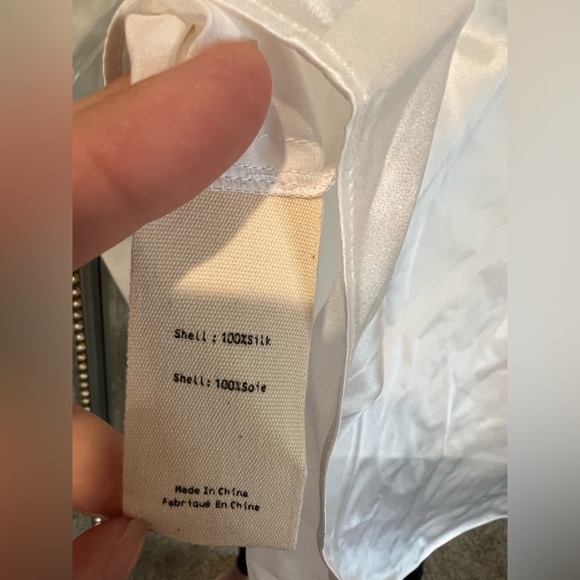 Shell : 100%Silk
Shell: 100%Soie
Made In China
Fabriqué En Chine